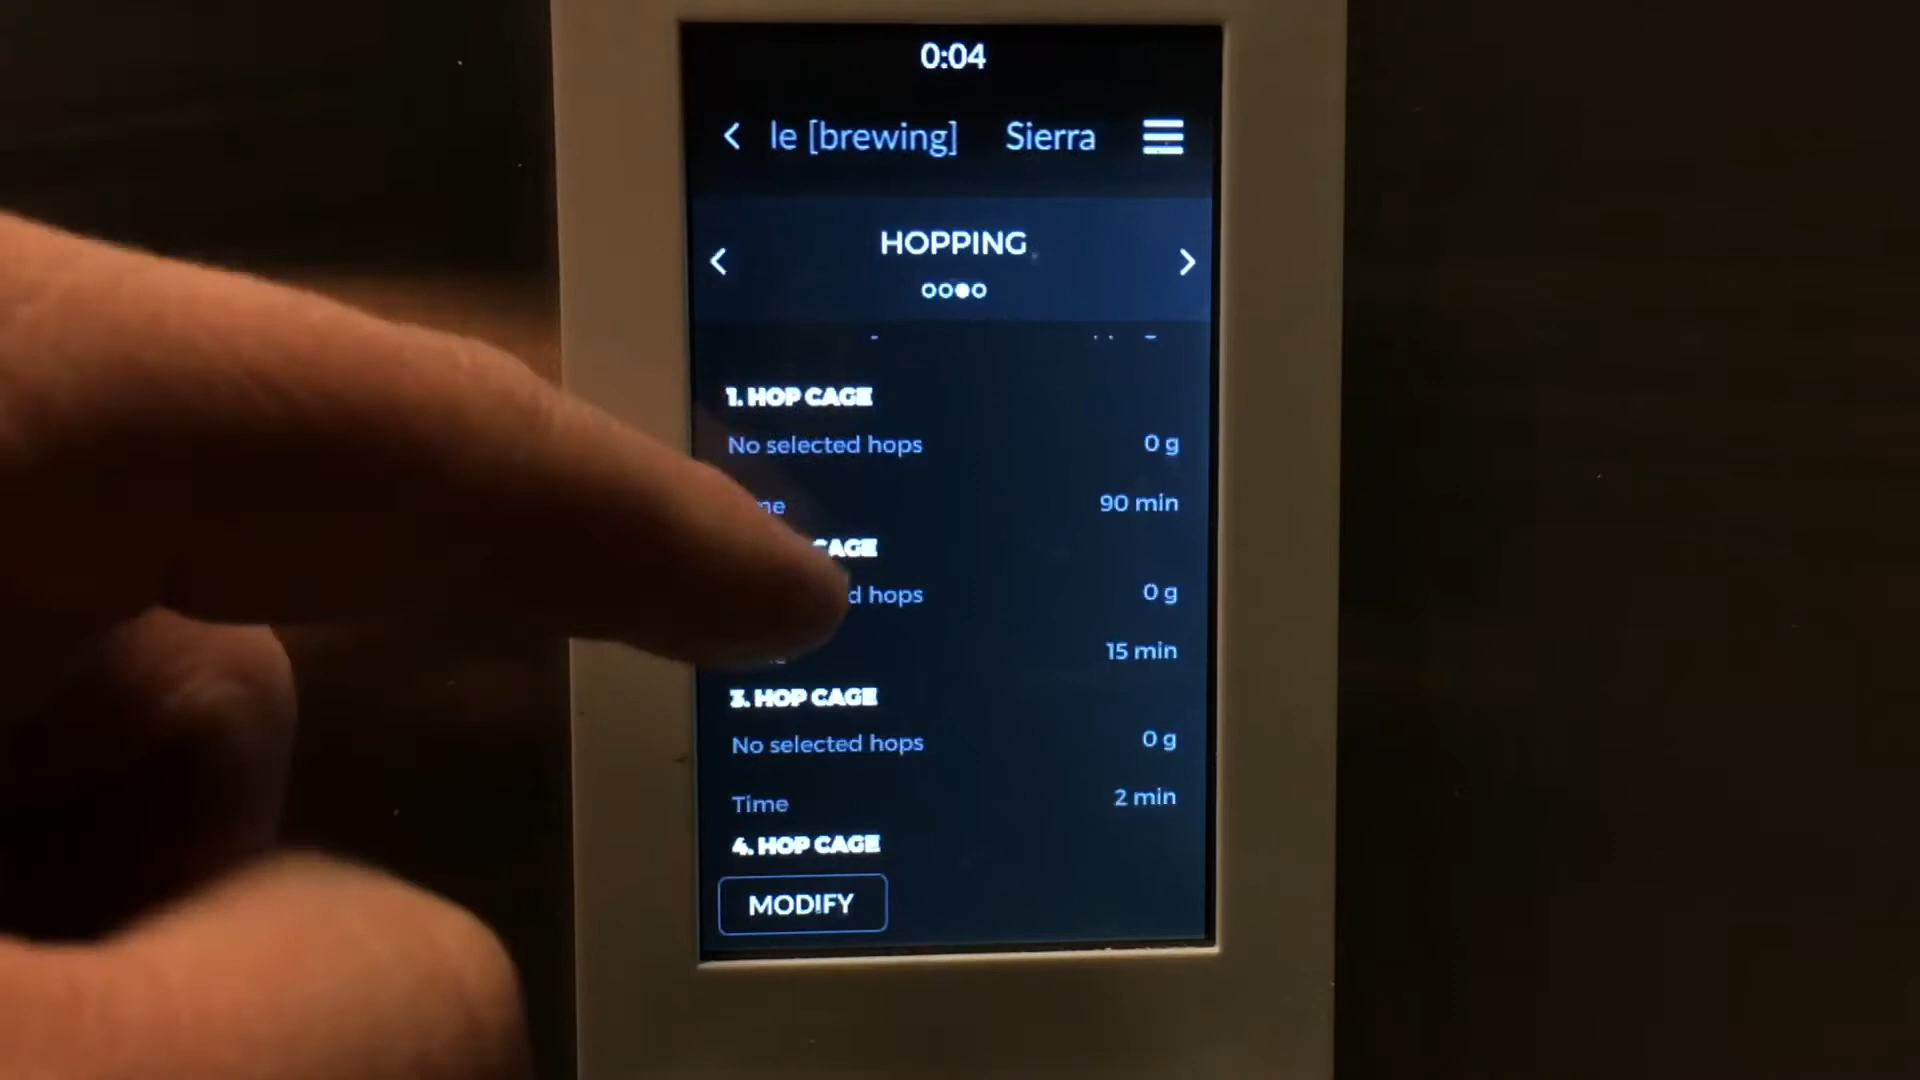 0:04
le [brewing] Sierra
HOPPING
1. HOP CAGE
No selected hops 0 g
90 min
CAGE
hops 0 g
15 min
3. HOP CAGE
No selected hops 0 g
Time 2 min
4. HOP CAGE
MODIFY